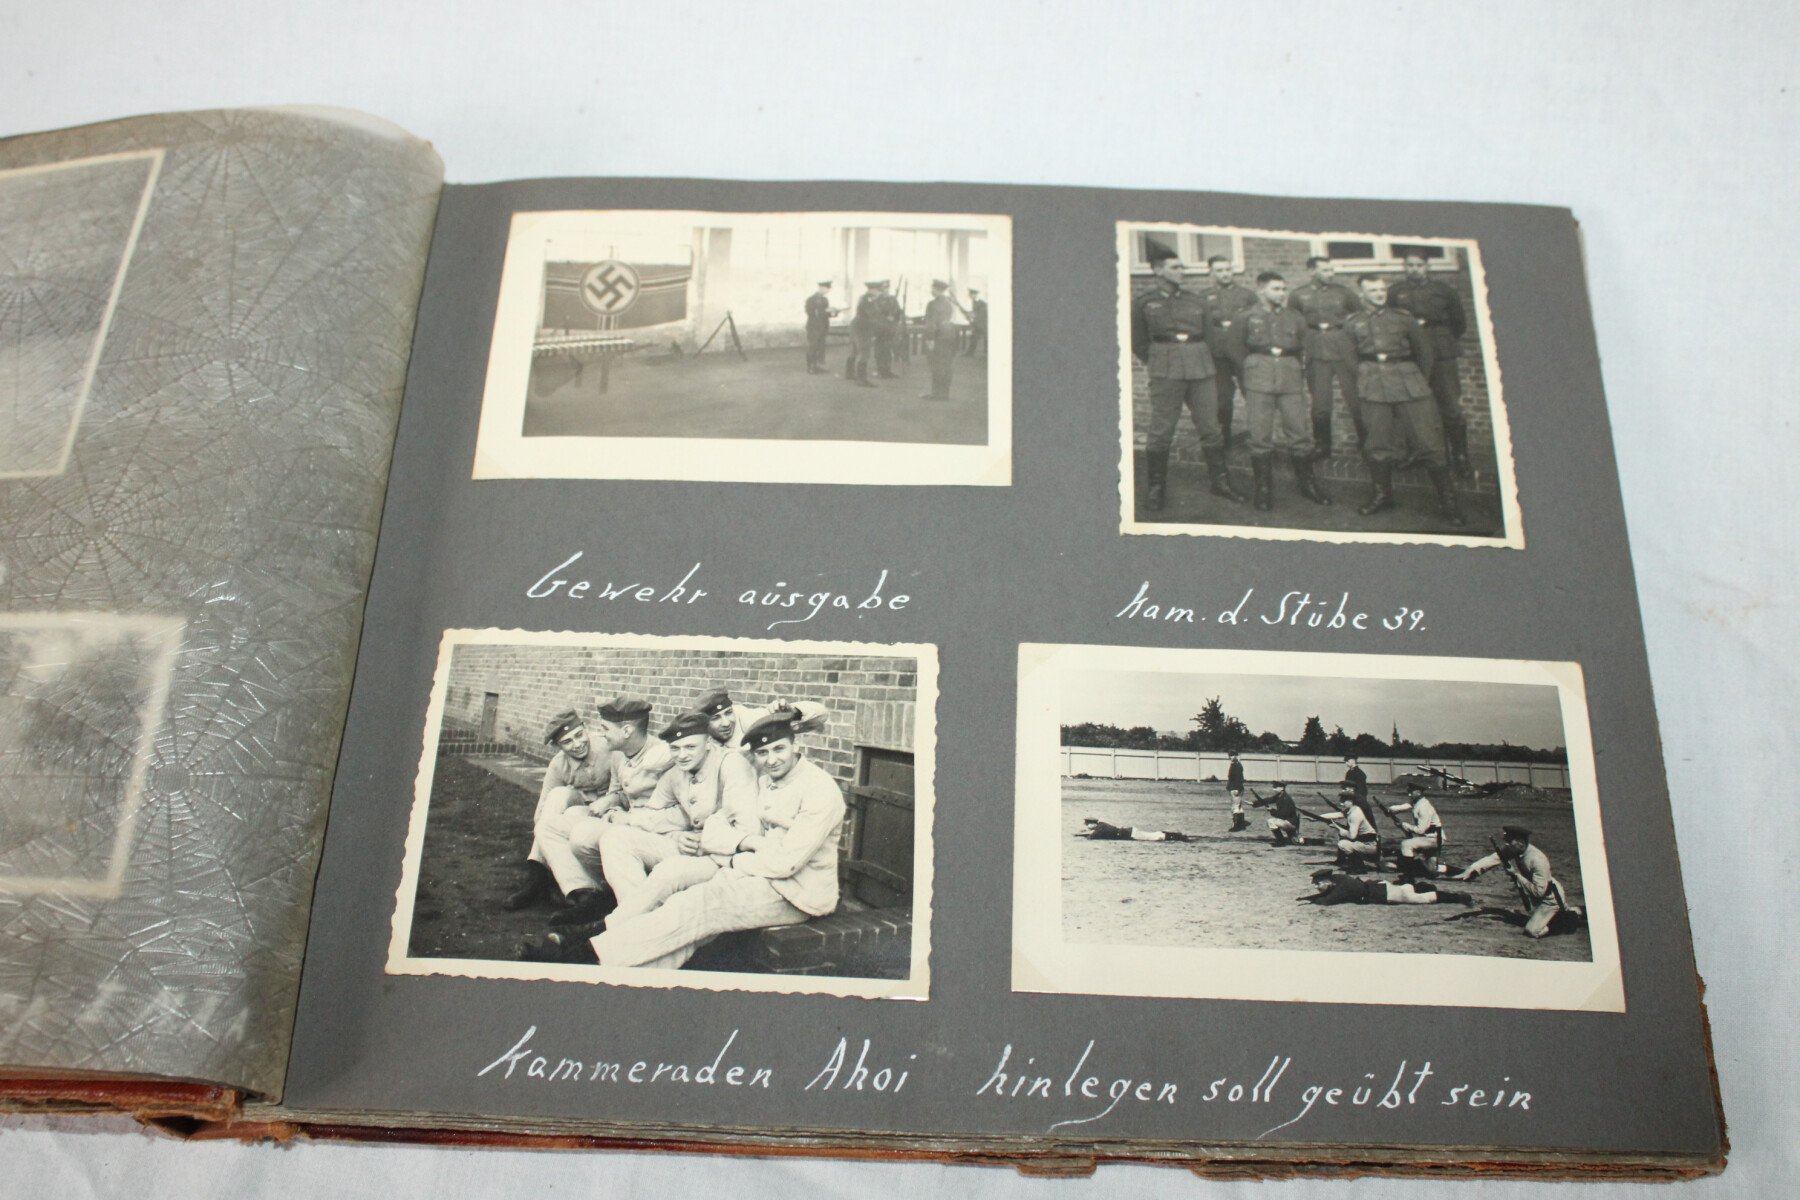 Gewehr ausgabe
Kam. d. Stube 39.
Kammeraden Ahoi
hinlegen soll geübt sein